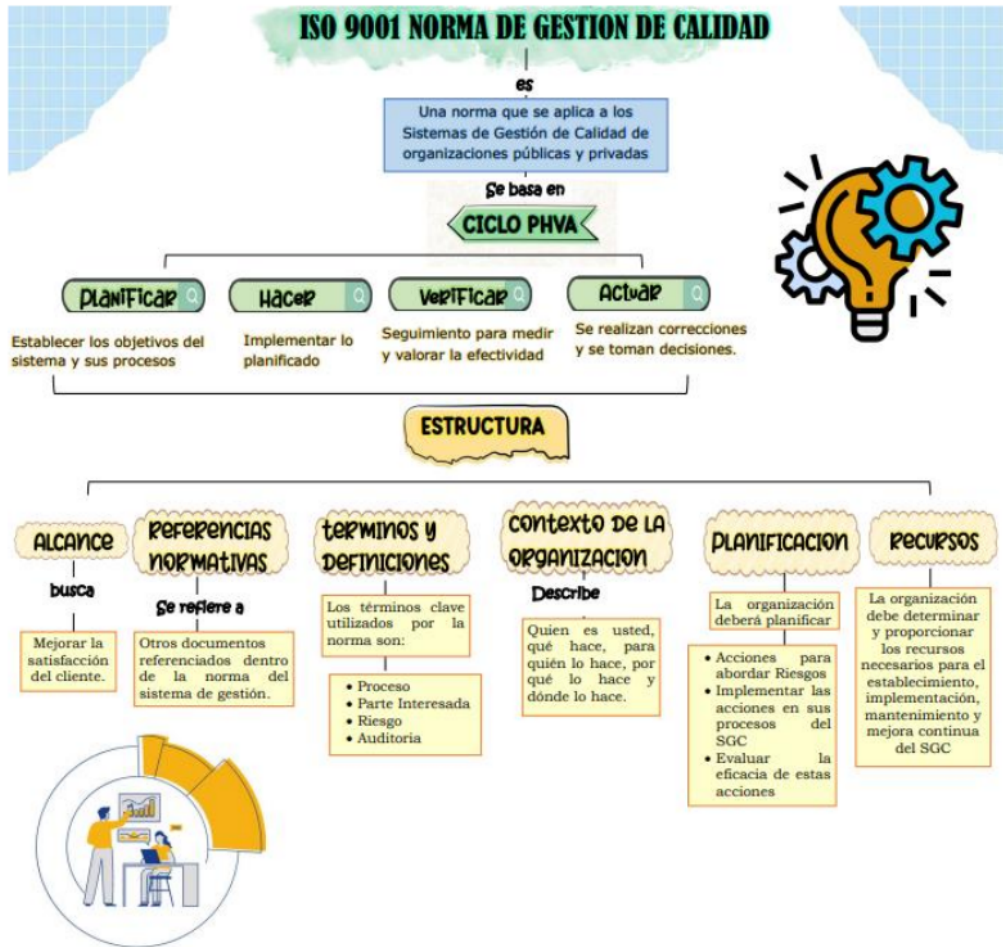 ISO 9001 NORMA DE GESTION DE CALIDAD
es
Una norma que se aplica a los
Sistemas de Gestión de Calidad de
organizaciones públicas y privadas
Se basa en
CICLO PHVA
PLANIFICAR
Establecer los objetivos del
sistema y sus procesos
HACER
Implementar lo
planificado
VERIFICAR
Seguimiento para medir
y valorar la efectividad
ACTUAR
Se realizan correcciones
y se toman decisiones.
ESTRUCTURA
ALCANCE
busca
Mejorar la
satisfacción
del cliente.
REFERENCIAS
NORMATIVAS
Se refiere a
Otros documentos
referenciados dentro
de la norma del
sistema de gestión.
TERMINOS Y
DEFINICIONES
Los términos clave
utilizados por la
norma son:
• Proceso
• Parte Interesada
• Riesgo
• Auditoria
CONTEXTO DE LA
ORGANIZACION
Describe
Quien es usted,
qué hace, para
quién lo hace, por
qué lo hace y
dónde lo hace.
PLANIFICACION
La organización
deberá planificar
• Acciones para
abordar Riesgos
• Implementar las
acciones en sus
procesos del
SGC
• Evaluar la
eficacia de estas
acciones
RECURSOS
La organización
debe determinar
y proporcionar
los recursos
necesarios para el
establecimiento,
implementación,
mantenimiento y
mejora continua
del SGC